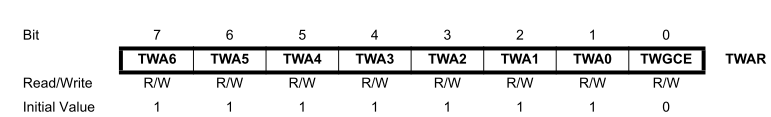 Bit 7 6 5 4 3 2 1 0
TWA6 TWA5 TWA4 TWA3 TWA2 TWA1 TWA0 TWGCE TWAR
Read/Write R/W R/W R/W R/W R/W R/W R/W R/W
Initial Value 1 1 1 1 1 1 1 0